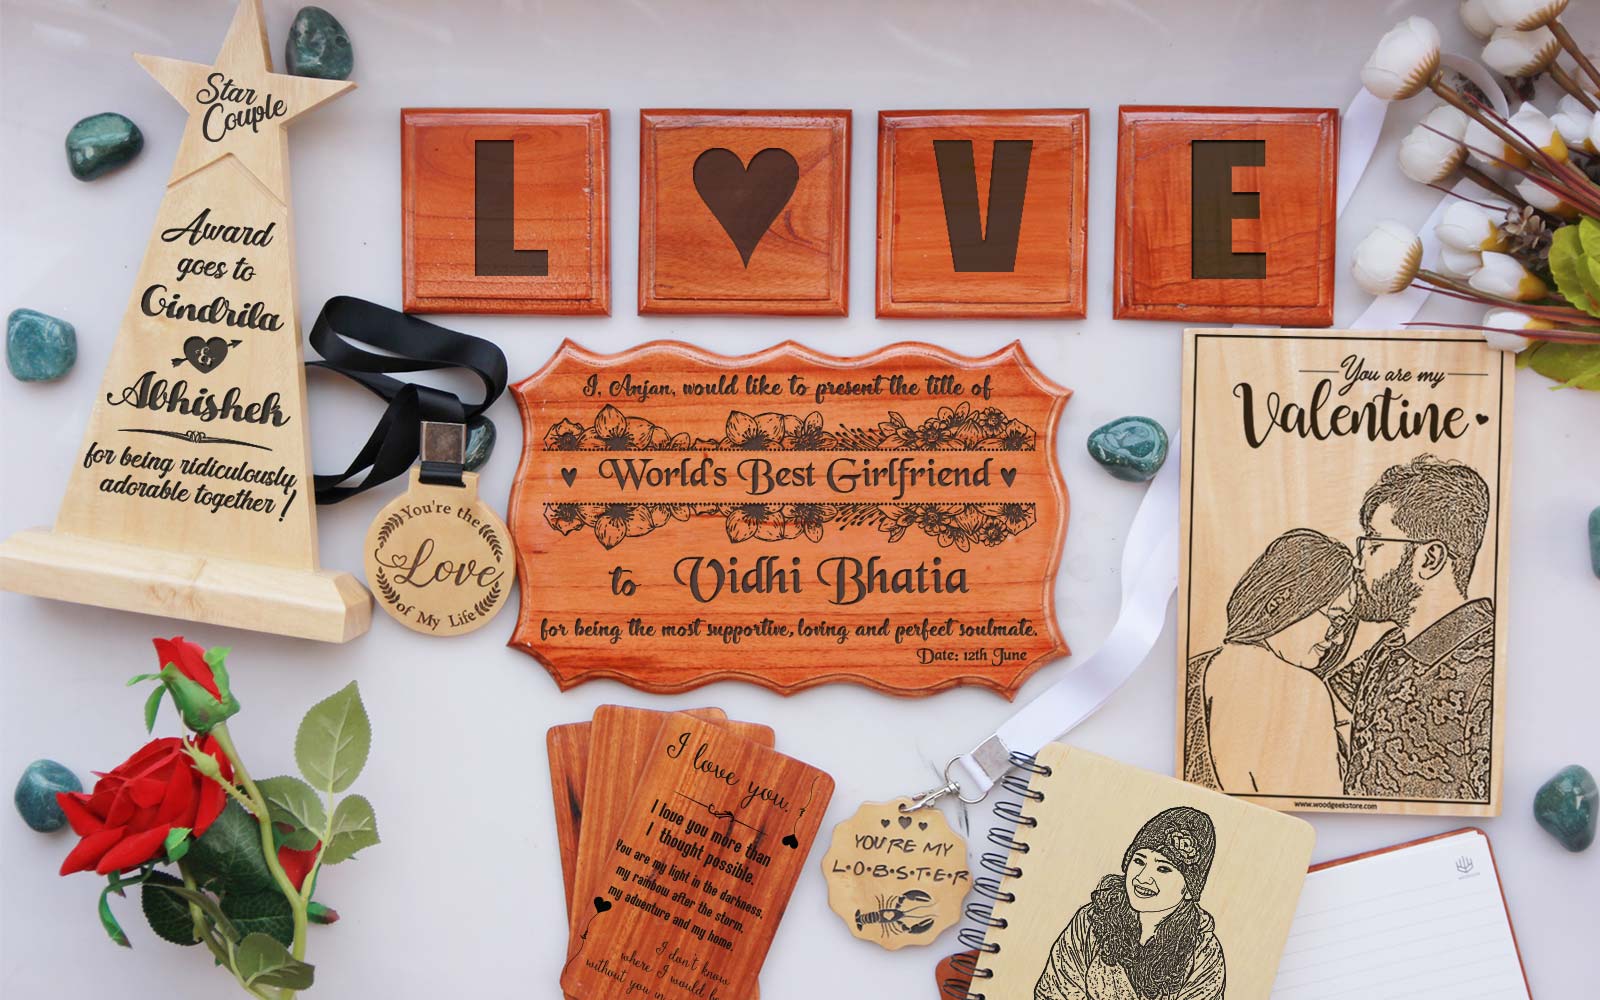 Star
Couple
Award
goes to
Cindrila
&
Abhishek
for being ridiculously
adorable together!
L
V
E
You're the
Love
of My Life
I, Anjan, would like to present the title of
World's Best Girlfriend
to Vidhi Bhatia
for being the most supportive, loving and perfect soulmate.
Date: 12th June
You are my
Valentine
www.woodgeekstore.com
I love you.
I love you more than
I thought possible.
You are my light in the darkness,
my rainbow after the storm,
my adventure and my home.
I don't know
where I would be
without you in
YOU'RE MY
L•O•B•S•T•E•R